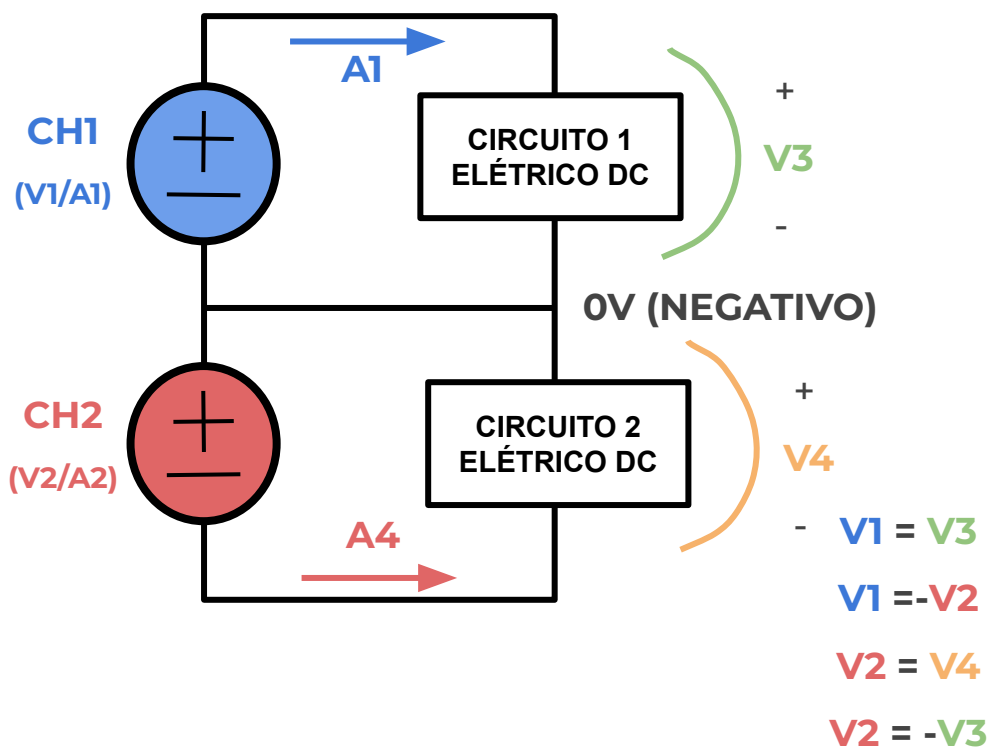 A1
CH1
(V1/A1)
+
−
CIRCUITO 1
ELÉTRICO DC
+
V3
-
0V (NEGATIVO)
CH2
(V2/A2)
+
−
CIRCUITO 2
ELÉTRICO DC
+
V4
-
A4
V1 = V3
V1 =-V2
V2 = V4
V2 = -V3